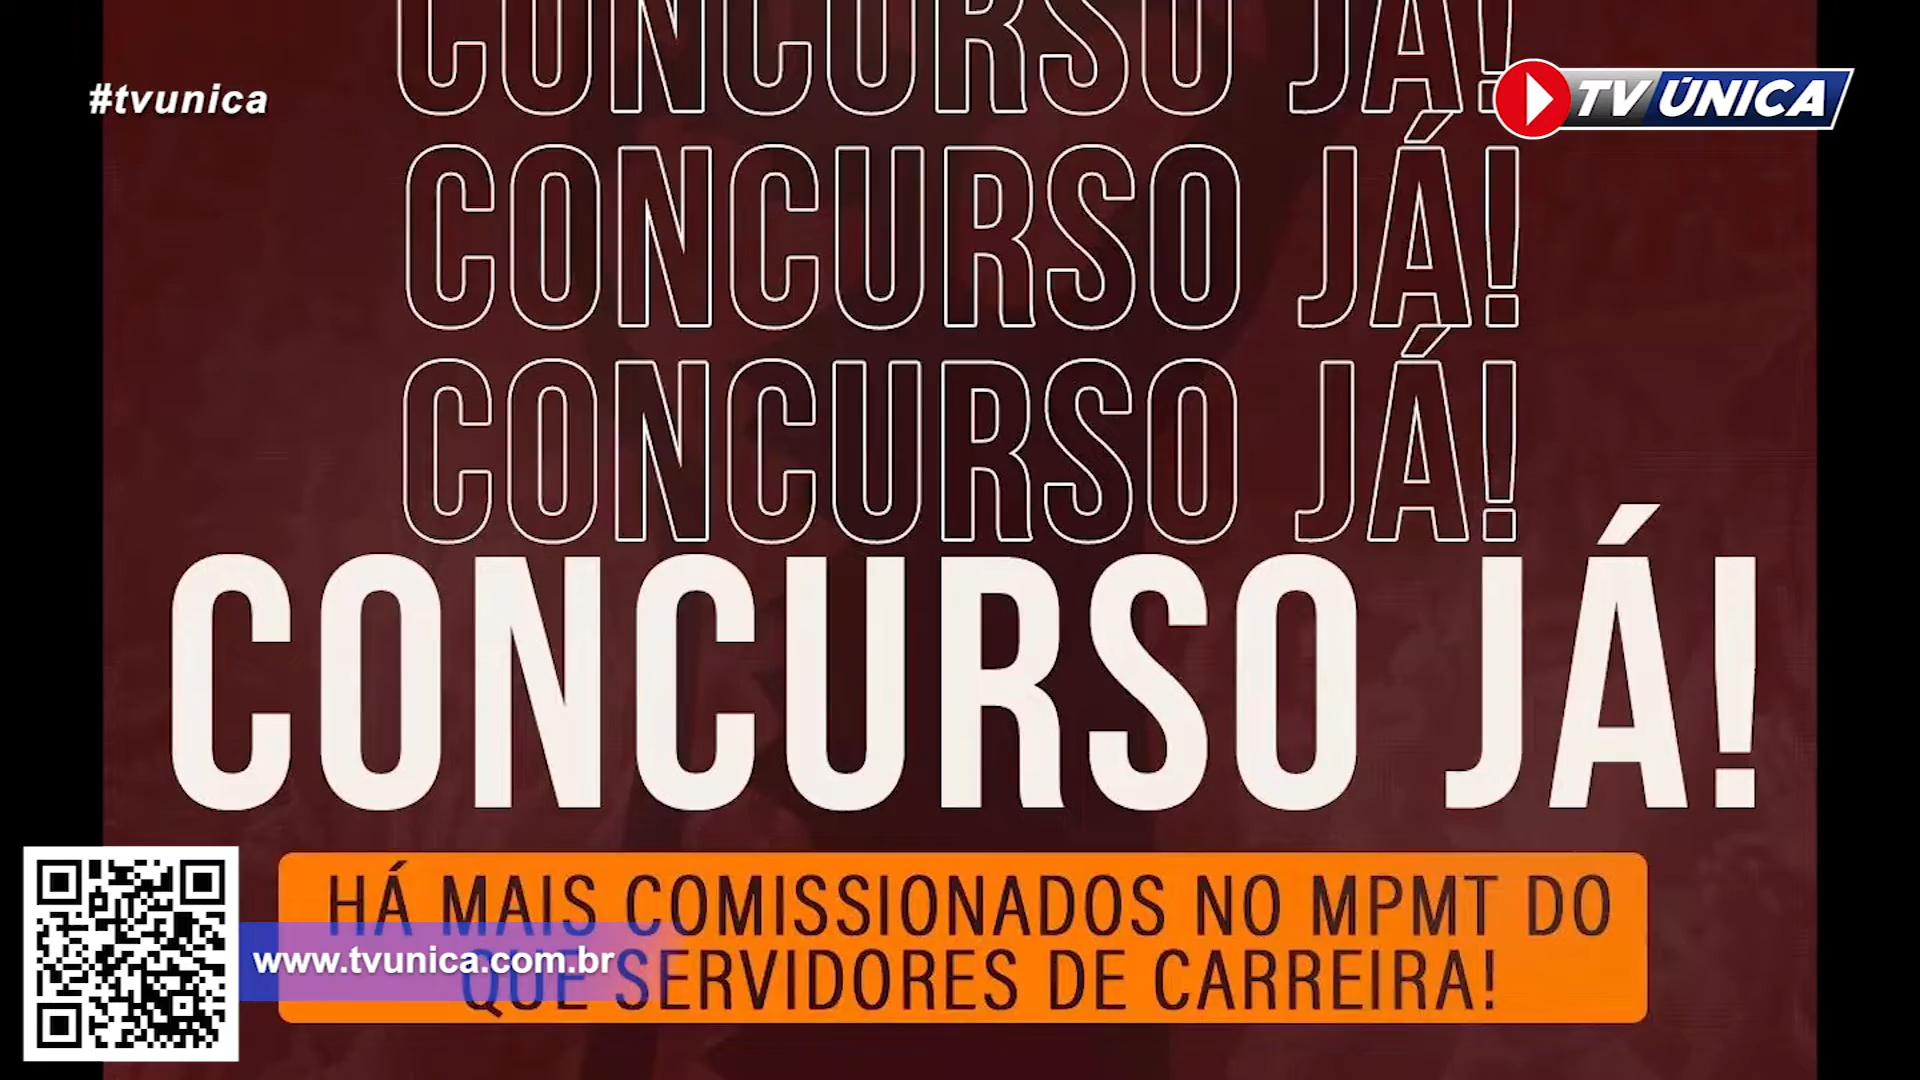 CONCURSO JÁ!
#tvunica
TV ÚNICA
CONCURSO JÁ!
CONCURSO JÁ!
CONCURSO JÁ!
HÁ MAIS COMISSIONADOS NO MPMT DO
QUE SERVIDORES DE CARREIRA!
www.tvunica.com.br